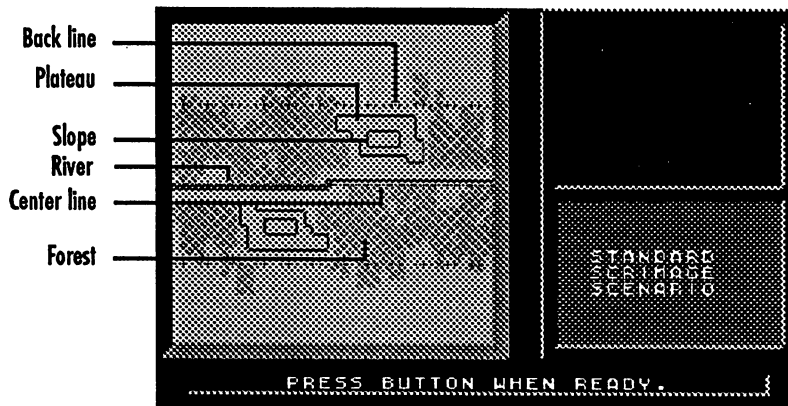 Back line
Plateau
Slope
River
Center line
Forest
STANDARD
SCRIMAGE
SCENARIO
PRESS BUTTON WHEN READY.